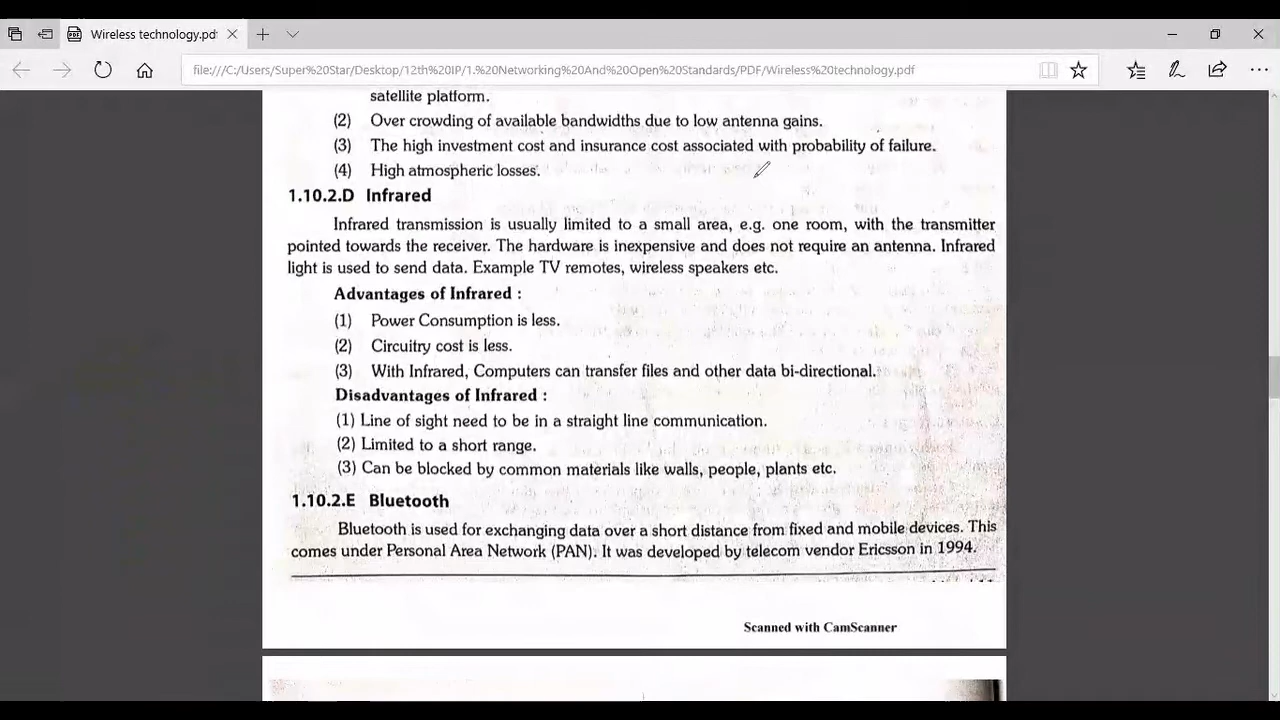 Wireless technology.pdf
file:///C:/Users/Super%20Star/Desktop/12th%20IP/1.%20Networking%20And%20Open%20Standards/PDF/Wireless%20technology.pdf
satellite platform.
(2) Over crowding of available bandwidths due to low antenna gains.
(3) The high investment cost and insurance cost associated with probability of failure.
(4) High atmospheric losses.
1.10.2.D Infrared
Infrared transmission is usually limited to a small area, e.g. one room, with the transmitter
pointed towards the receiver. The hardware is inexpensive and does not require an antenna. Infrared
light is used to send data. Example TV remotes, wireless speakers etc.
Advantages of Infrared :
(1) Power Consumption is less.
(2) Circuitry cost is less.
(3) With Infrared, Computers can transfer files and other data bi-directional.
Disadvantages of Infrared :
(1) Line of sight need to be in a straight line communication.
(2) Limited to a short range.
(3) Can be blocked by common materials like walls, people, plants etc.
1.10.2.E Bluetooth
Bluetooth is used for exchanging data over a short distance from fixed and mobile devices. This
comes under Personal Area Network (PAN). It was developed by telecom vendor Ericsson in 1994.
Scanned with CamScanner